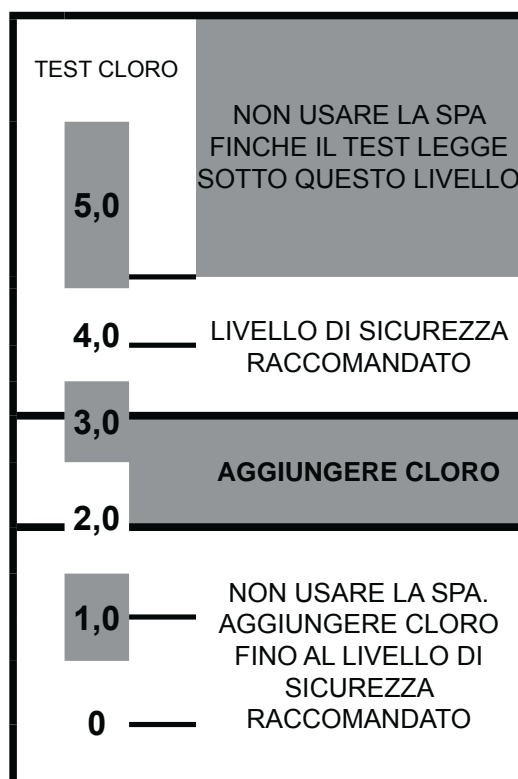 TEST CLORO
NON USARE LA SPA
FINCHE IL TEST LEGGE
SOTTO QUESTO LIVELLO
5,0
4,0
LIVELLO DI SICUREZZA
RACCOMANDATO
3,0
AGGIUNGERE CLORO
2,0
1,0
NON USARE LA SPA.
AGGIUNGERE CLORO
FINO AL LIVELLO DI
SICUREZZA
RACCOMANDATO
0